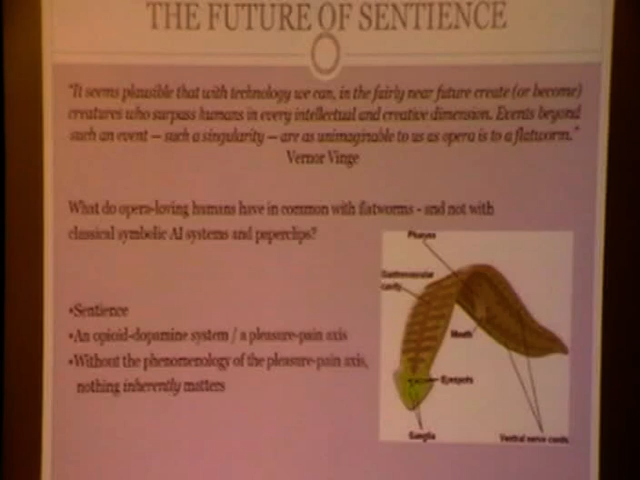 THE FUTURE OF SENTIENCE
"It seems plausible that with technology we can, in the fairly near future create (or become)
creatures who surpass humans in every intellectual and creative dimension. Events beyond
such an event – such a singularity – are as unimaginable to us as opera is to a flatworm."
Vernor Vinge
What do opera-loving humans have in common with flatworms - and not with
classical symbolic AI systems and paperclips?
•Sentience
•An opioid-dopamine system / a pleasure-pain axis
•Without the phenomenology of the pleasure-pain axis,
nothing inherently matters
Pharynx
Gastrovascular
cavity
Mouth
Eyespots
Ganglia
Ventral nerve cords